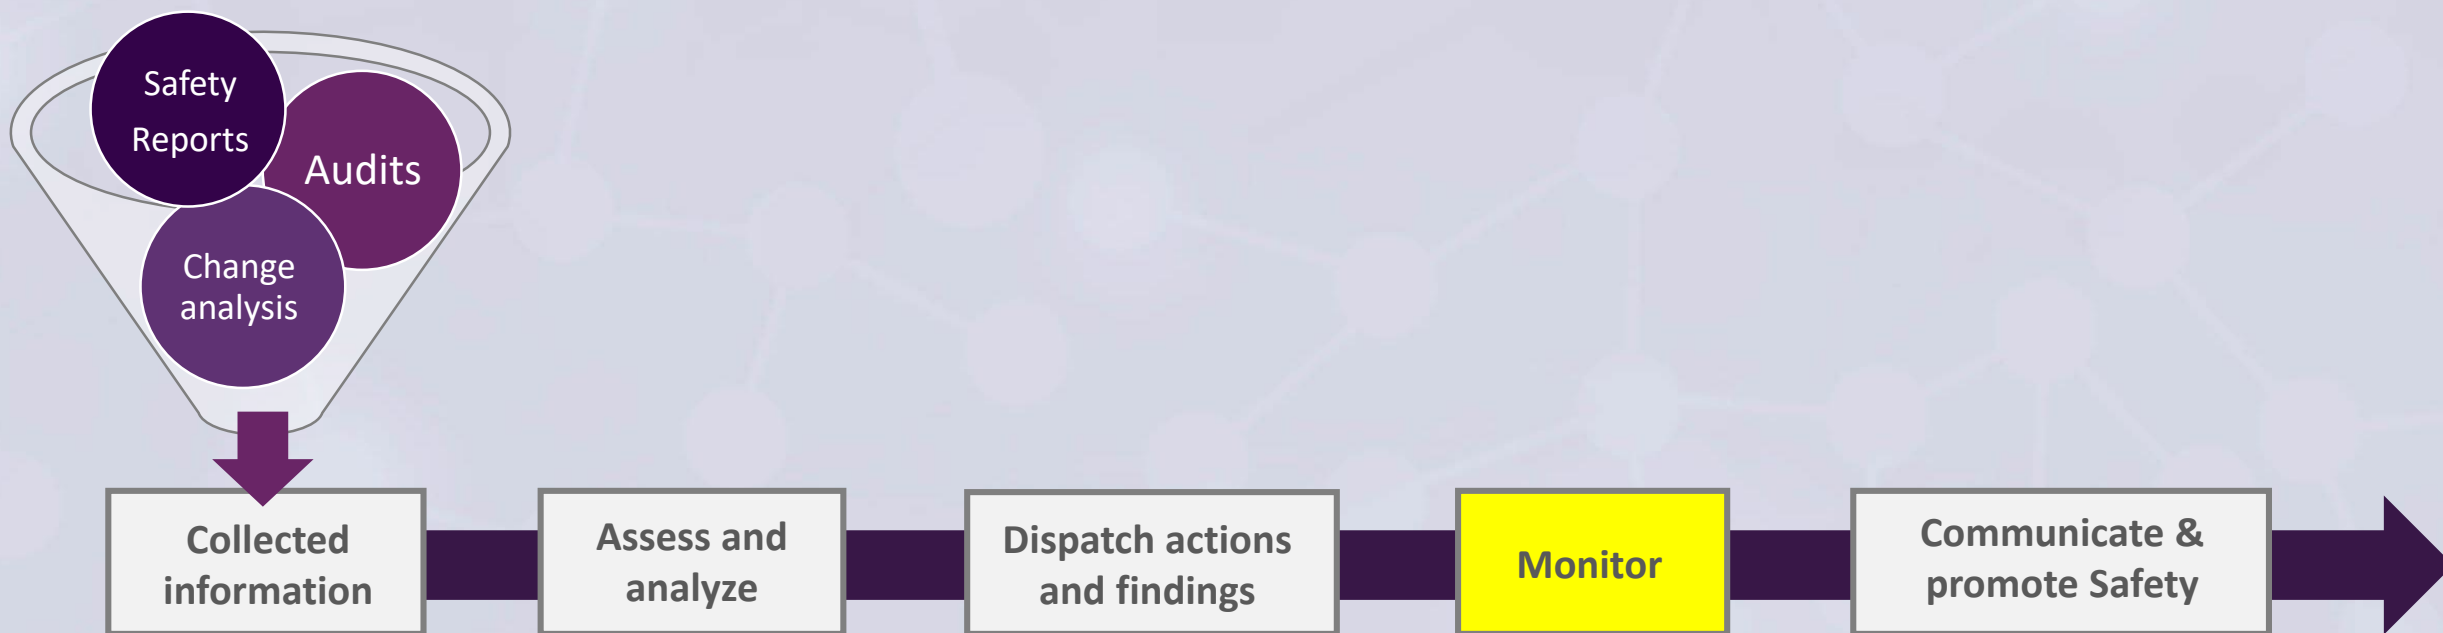 Safety
Reports
Audits
Change
analysis
Collected
information
Assess and
analyze
Dispatch actions
and findings
Monitor
Communicate &
promote Safety